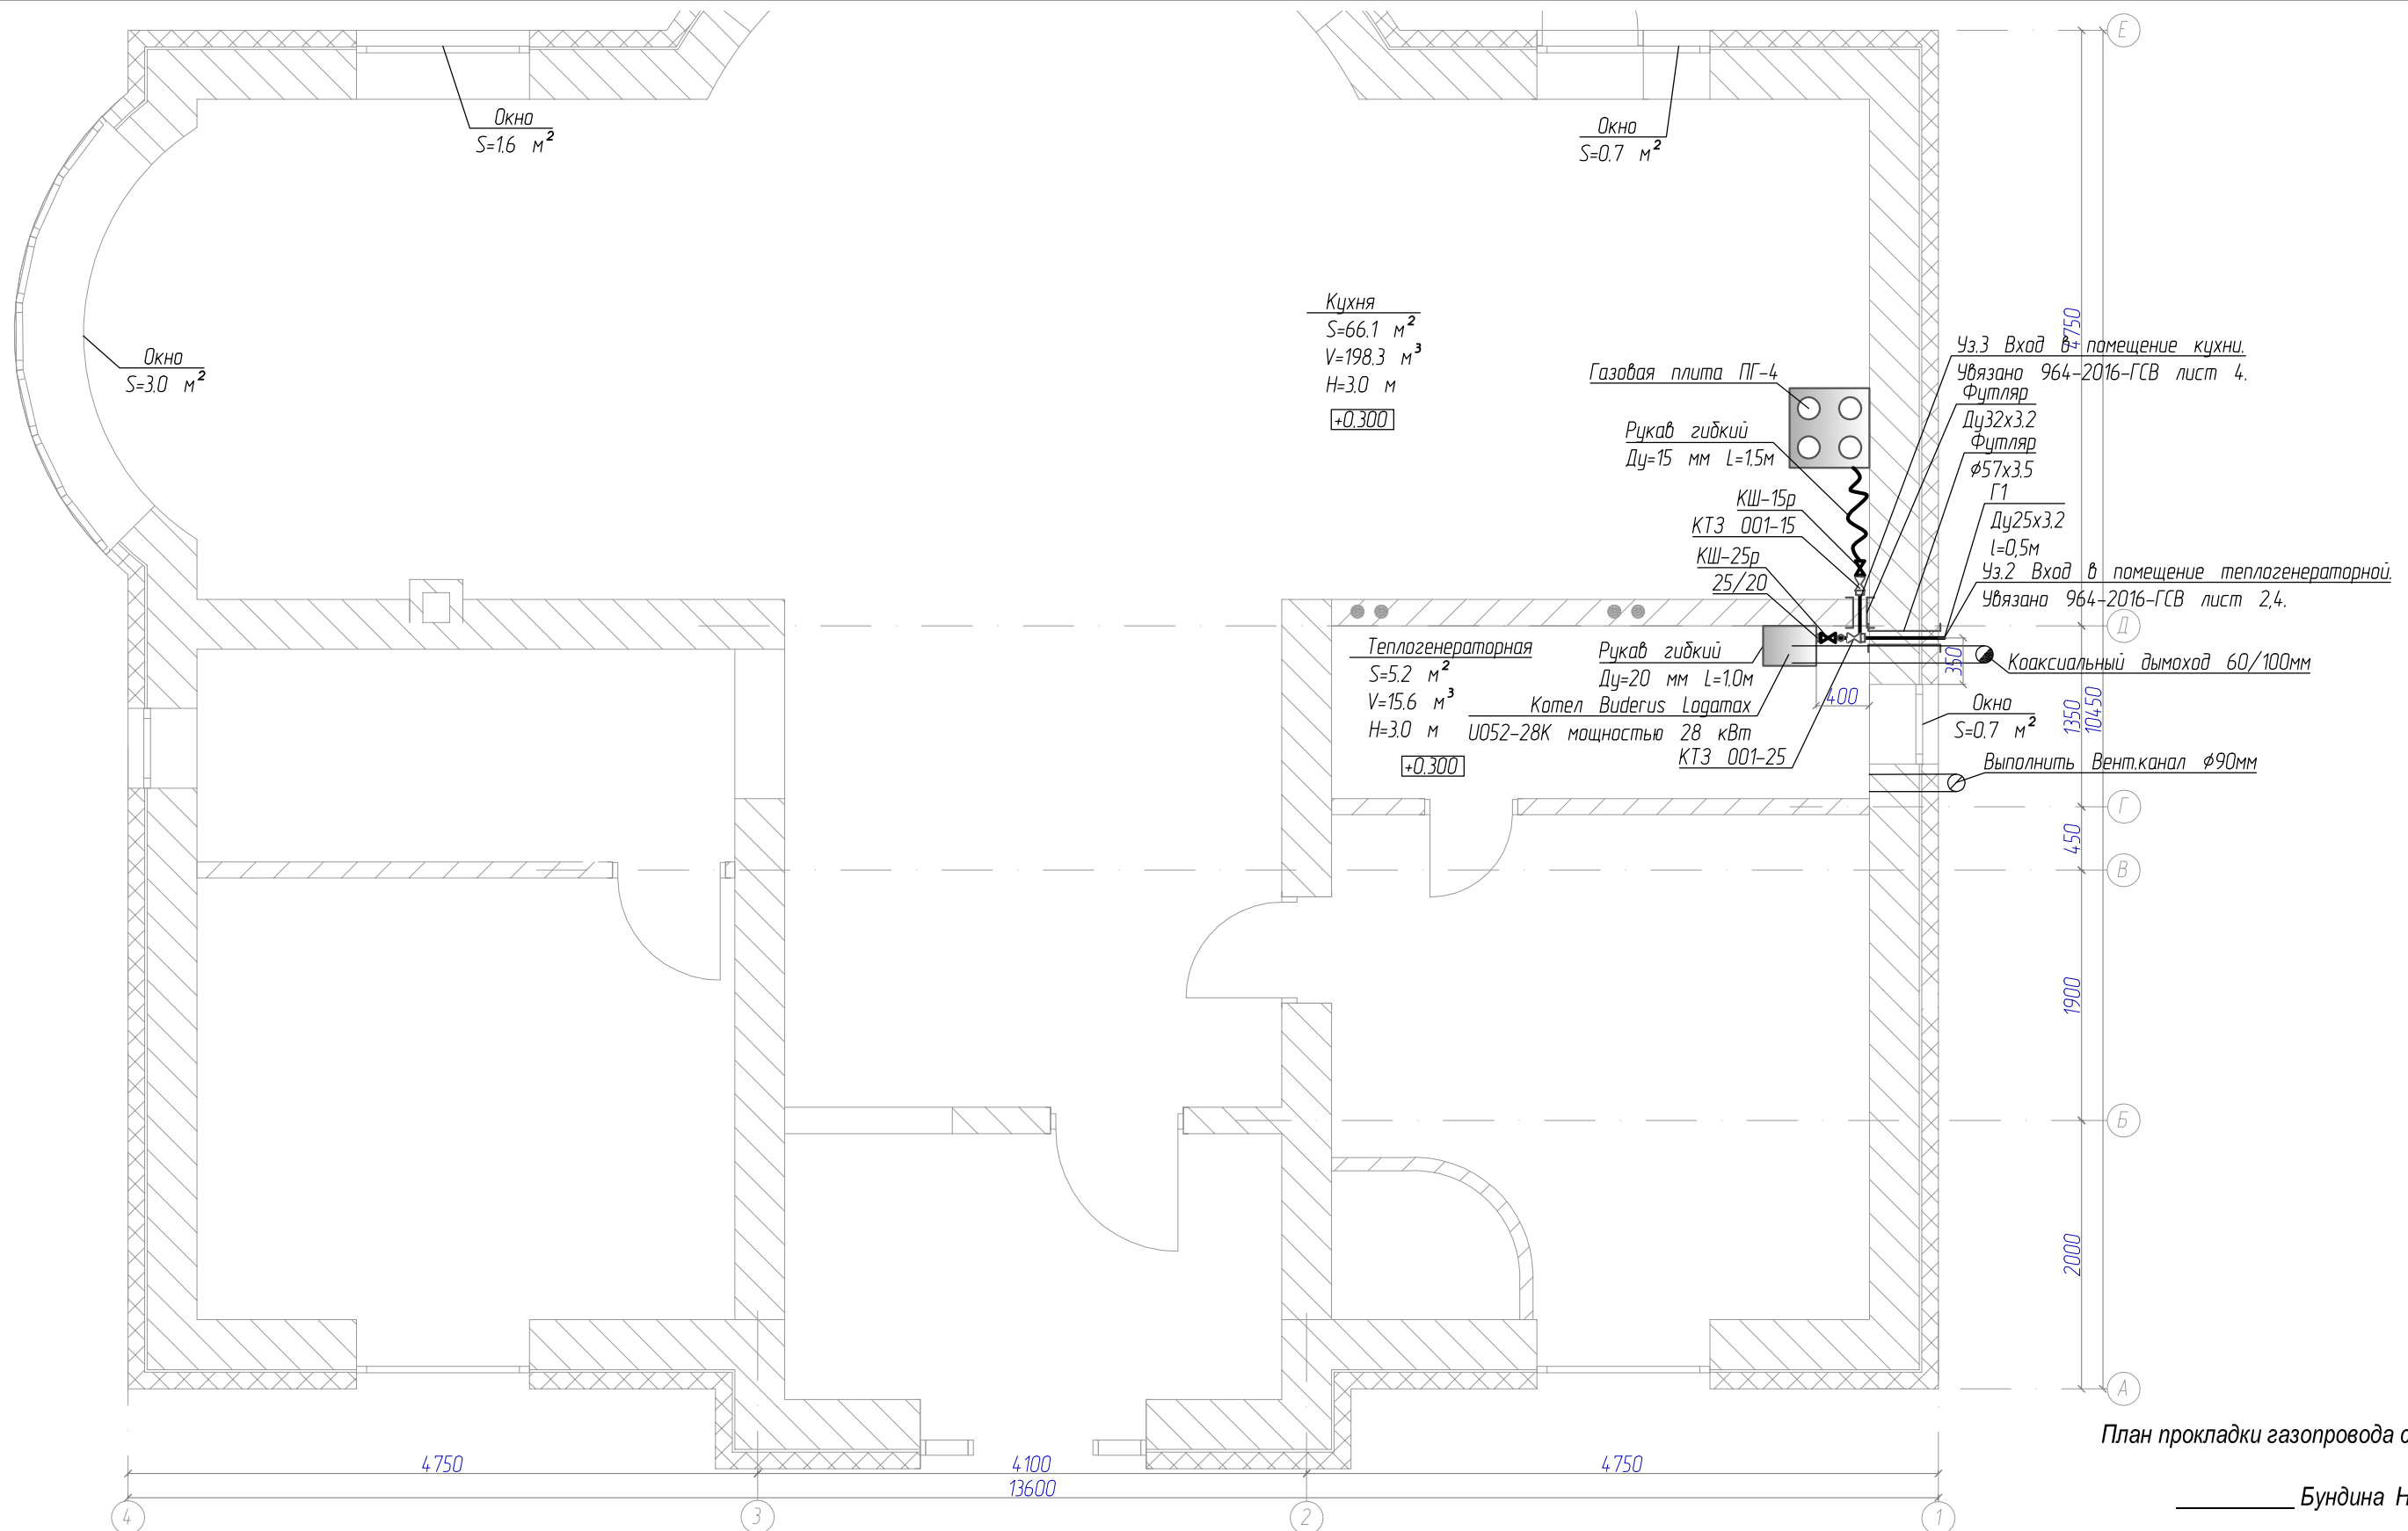 Е
Окно
S=1.6 м²
Окно
S=0.7 м²
Окно
S=3.0 м²
Кухня
S=66.1 м²
V=198.3 м³
H=3.0 м
+0.300
Газовая плита ПГ-4
Рукав гибкий
Ду=15 мм L=1.5м
КШ-15р
КТЗ 001-15
КШ-25р
25/20
4750
Уз.3 Вход в помещение кухни.
Увязано 964-2016-ГСВ лист 4.
Футляр
Ду32х3.2
Футляр
ϕ57х3.5
Г1
Ду25х3.2
l=0,5м
Уз.2 Вход в помещение теплогенераторной.
Увязано 964-2016-ГСВ лист 2,4.
Д
Теплогенераторная
S=5.2 м²
V=15.6 м³
H=3.0 м
+0.300
Рукав гибкий
Ду=20 мм L=1.0м
Котел Buderus Logamax
U052-28К мощностью 28 кВт
КТЗ 001-25
400
350
Коаксиальный дымоход 60/100мм
Окно
S=0.7 м²
1350
10450
Выполнить Вент.канал ϕ90мм
Г
450
В
1900
Б
2000
А
План прокладки газопровода
4750
4100
4750
13600
Бундина Н
4
3
2
1